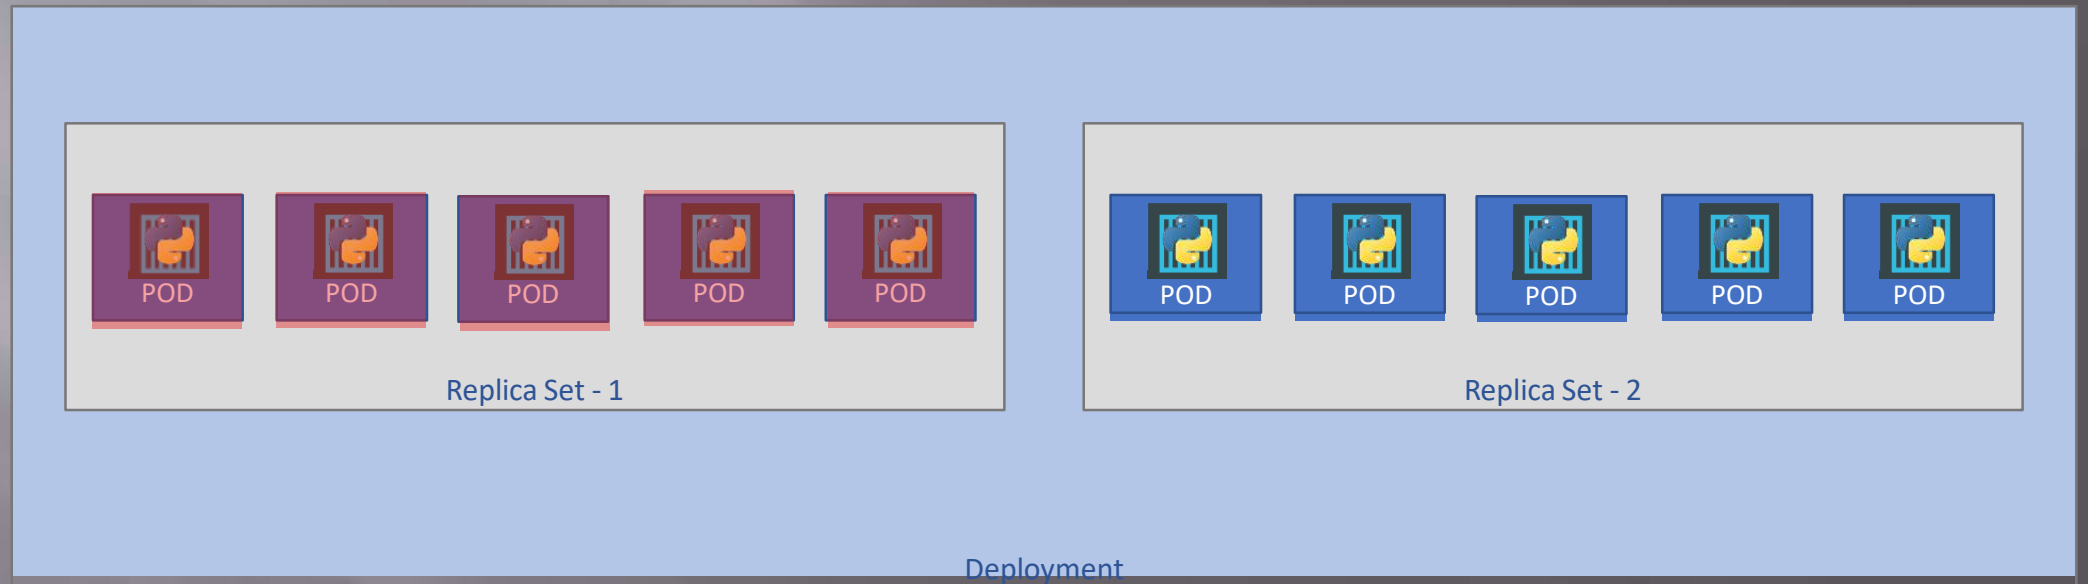 POD POD POD POD POD POD POD POD POD POD
Replica Set - 1 Replica Set - 2
Deployment